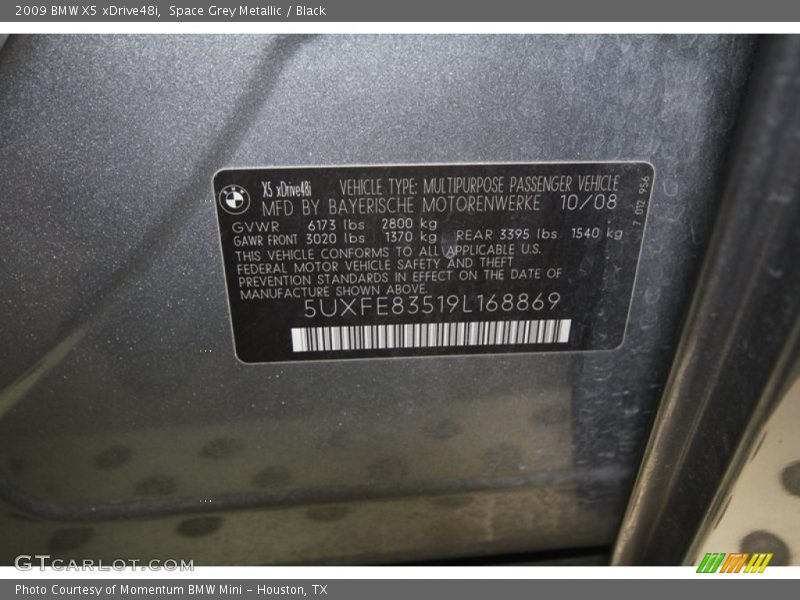 2009 BMW X5 xDrive48i, Space Grey Metallic / Black
X5 xDrive48i VEHICLE TYPE: MULTIPURPOSE PASSENGER VEHICLE
MFD BY BAYERISCHE MOTORENWERKE 10/08
GVWR 6173 lbs 2800 kg
GAWR FRONT 3020 lbs 1370 kg REAR 3395 lbs 1540 kg
THIS VEHICLE CONFORMS TO ALL APPLICABLE U.S.
FEDERAL MOTOR VEHICLE SAFETY AND THEFT
PREVENTION STANDARDS IN EFFECT ON THE DATE OF
MANUFACTURE SHOWN ABOVE.
5UXFE83519L168869
7 012 956
GTCARLOT.COM
Photo Courtesy of Momentum BMW Mini - Houston, TX